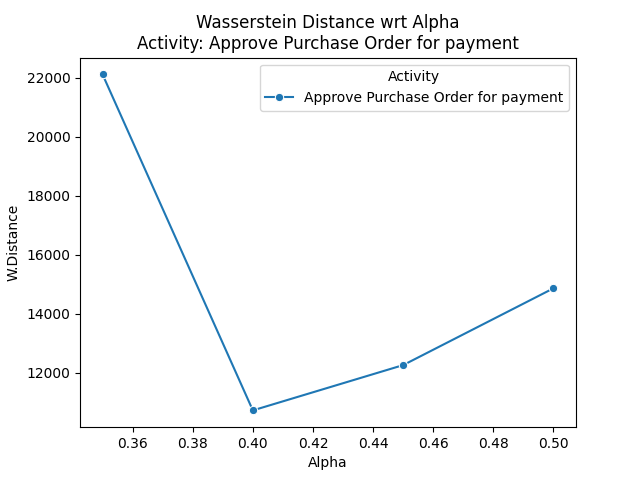 Wasserstein Distance wrt Alpha
Activity: Approve Purchase Order for payment
Activity
Approve Purchase Order for payment
W.Distance
22000
20000
18000
16000
14000
12000
0.36 0.38 0.40 0.42 0.44 0.46 0.48 0.50
Alpha